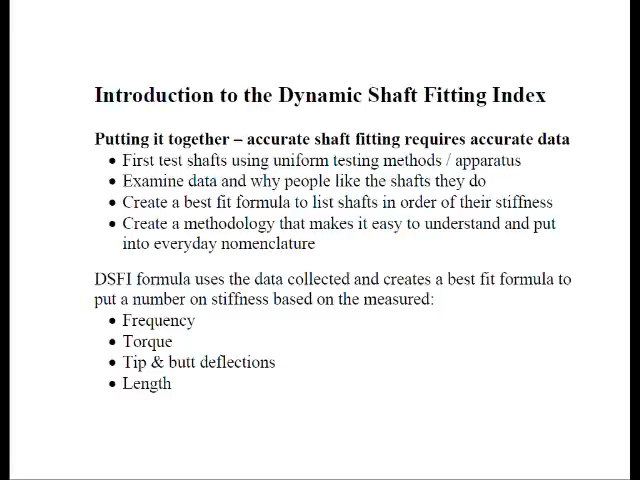 Introduction to the Dynamic Shaft Fitting Index
Putting it together – accurate shaft fitting requires accurate data
• First test shafts using uniform testing methods / apparatus
• Examine data and why people like the shafts they do
• Create a best fit formula to list shafts in order of their stiffness
• Create a methodology that makes it easy to understand and put
into everyday nomenclature
DSFI formula uses the data collected and creates a best fit formula to
put a number on stiffness based on the measured:
• Frequency
• Torque
• Tip & butt deflections
• Length